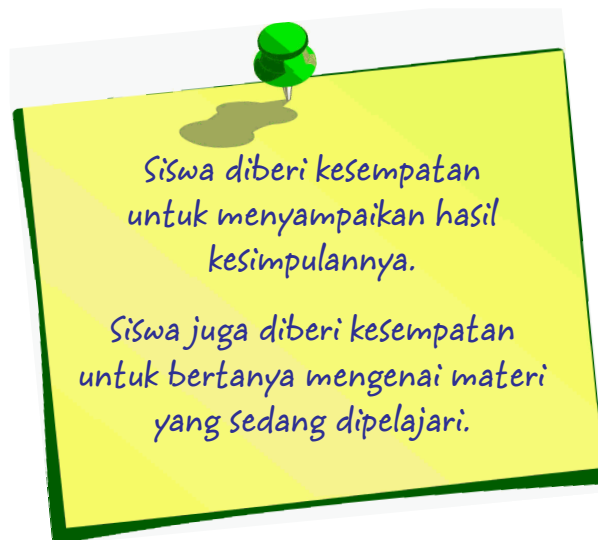 Siswa diberi kesempatan
untuk menyampaikan hasil
kesimpulannya.
Siswa juga diberi kesempatan
untuk bertanya mengenai materi
yang sedang dipelajari.